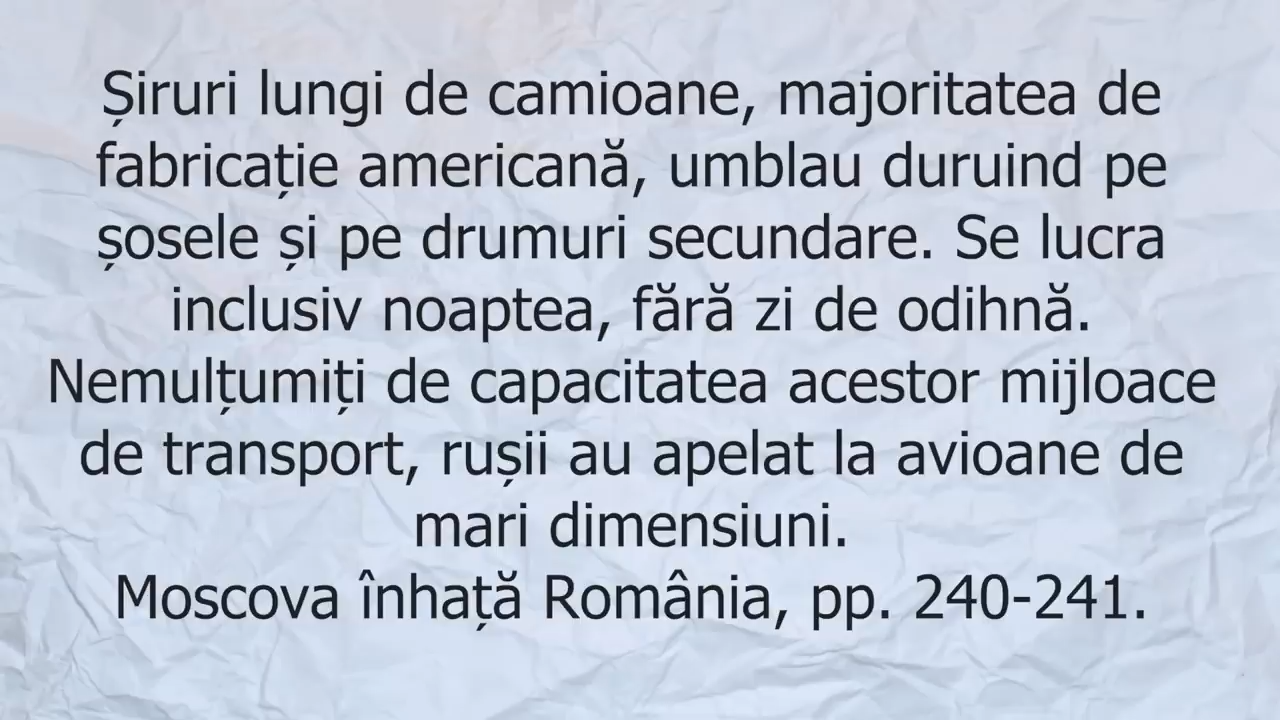 Șiruri lungi de camioane, majoritatea de
fabricație americană, umblau duruind pe
șosele și pe drumuri secundare. Se lucra
inclusiv noaptea, fără zi de odihnă.
Nemulțumiți de capacitatea acestor mijloace
de transport, rușii au apelat la avioane de
mari dimensiuni.
Moscova înhață România, pp. 240-241.